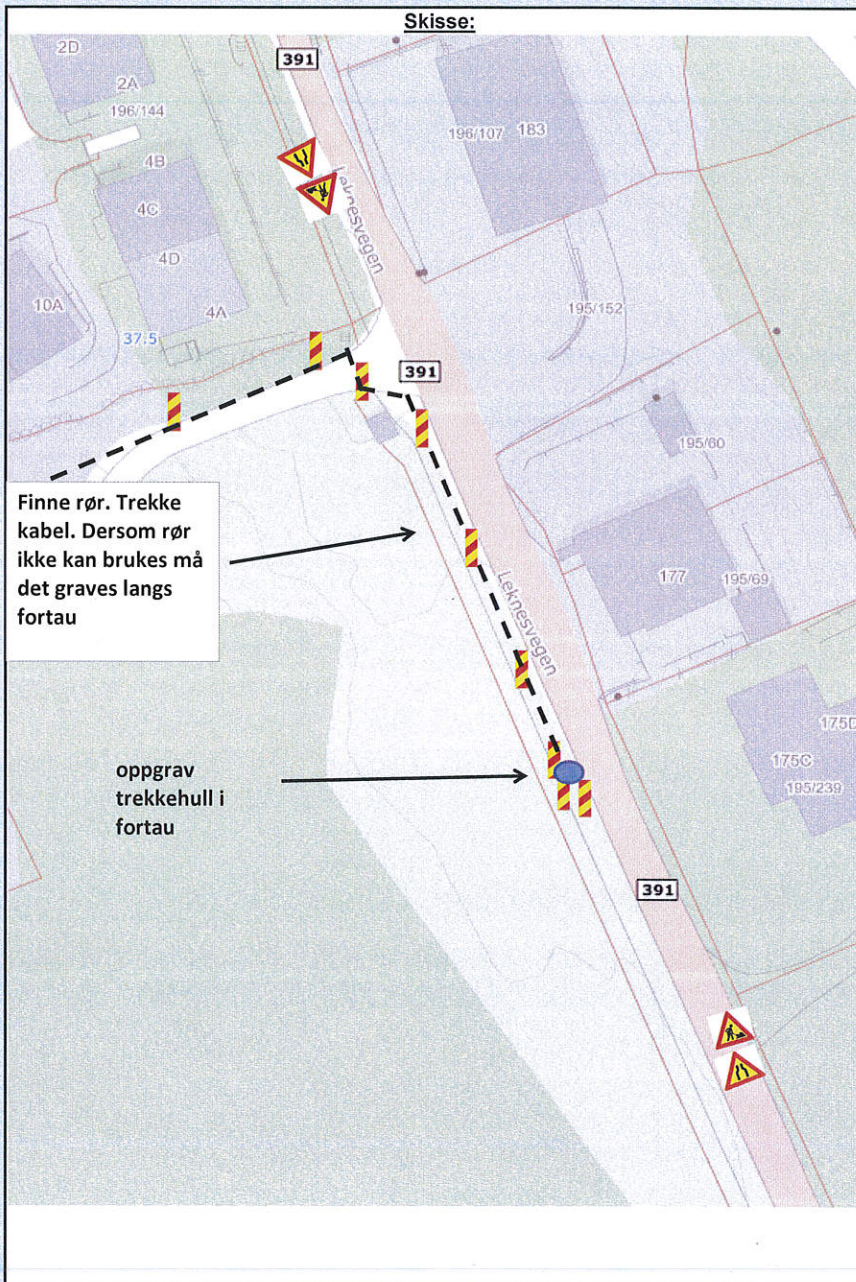 Skisse:
2D
391
2A
196/144
196/107 183
4B
4C
Leknesvegen
4D
10A
4A
195/152
37.5
391
195/60
Finne rør. Trekke
kabel. Dersom rør
ikke kan brukes må
det graves langs
fortau
177
195/69
Leknesvegen
175D
175C
195/239
oppgrav
trekkehull i
fortau
391